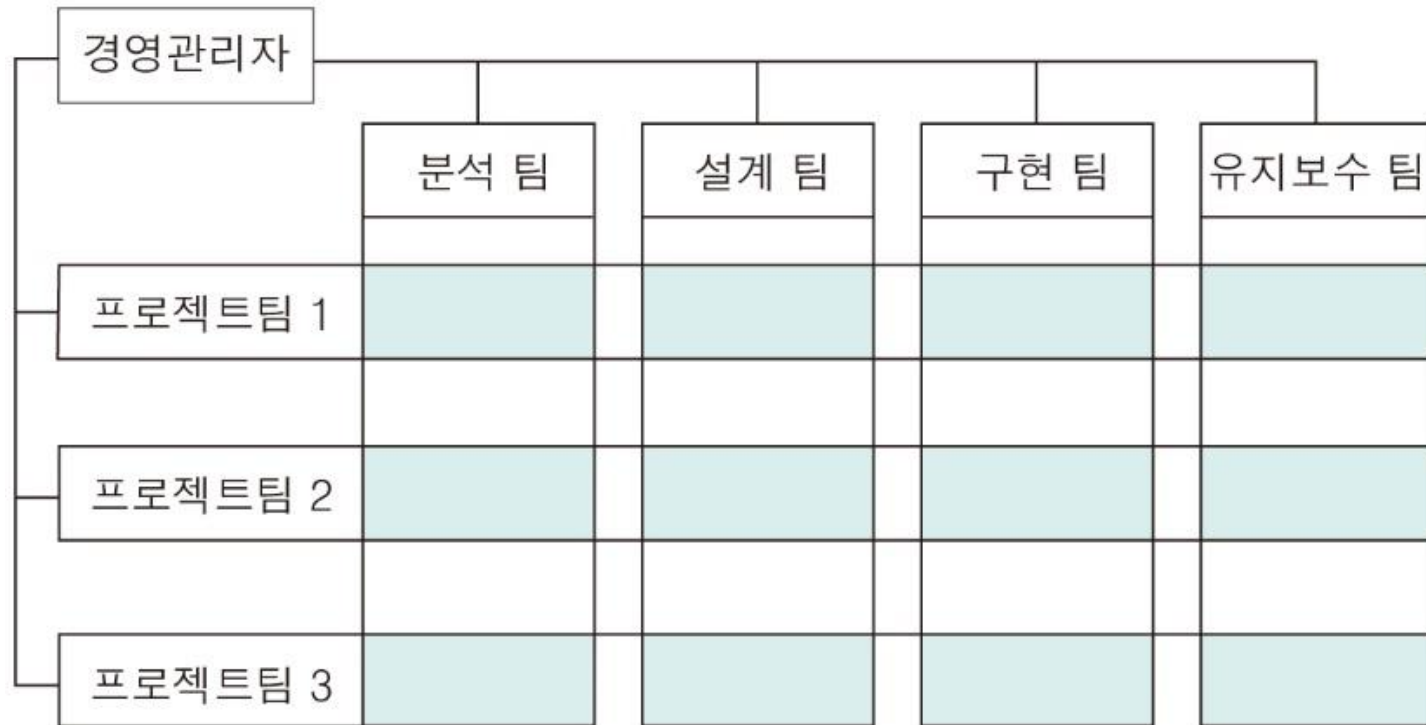 경영관리자
분석 팀
설계 팀
구현 팀
유지보수 팀
프로젝트팀 1
프로젝트팀 2
프로젝트팀 3